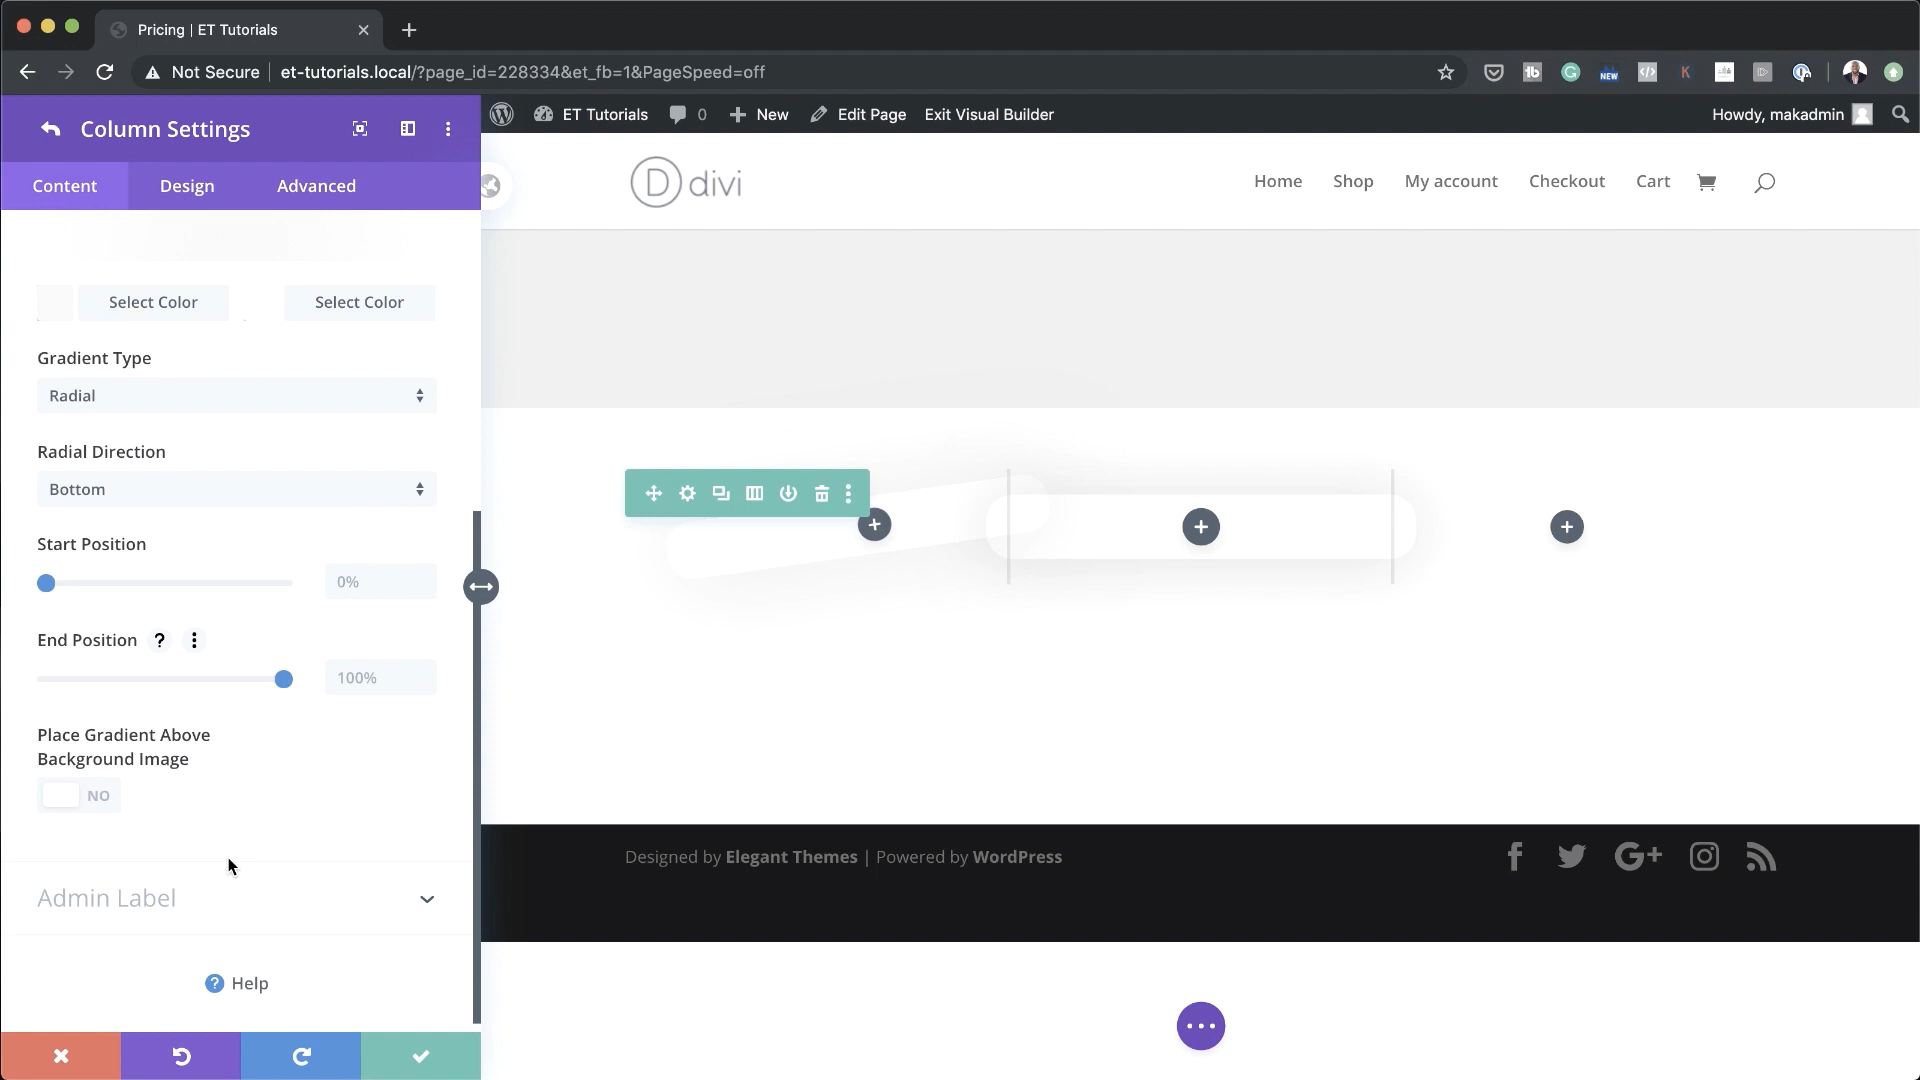 Pricing | ET Tutorials
Not Secure
et-tutorials.local/?page_id=228334&et_fb=1&PageSpeed=off
NEW
Column Settings
ET Tutorials
0
New
Edit Page
Exit Visual Builder
Howdy, makadmin
Content
Design
Advanced
D divi
Home
Shop
My account
Checkout
Cart
Select Color
Select Color
Gradient Type
Radial
Radial Direction
Bottom
Start Position
0%
End Position ?
100%
Place Gradient Above
Background Image
NO
Designed by Elegant Themes | Powered by WordPress
Admin Label
? Help